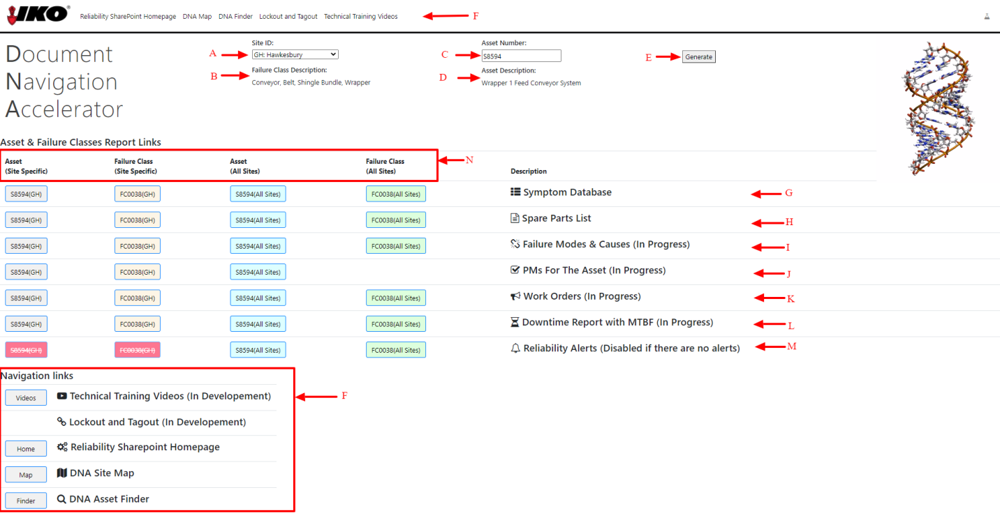 IKO® Reliability SharePoint Homepage DNA Map DNA Finder Lockout and Tagout Technical Training Videos F
Document
Navigation
Accelerator
Site ID:
A GH: Hawkesbury
B Failure Class Description:
Conveyor, Belt, Shingle Bundle, Wrapper
Asset Number:
C S8594
D Asset Description:
Wrapper 1 Feed Conveyor System
E Generate
Asset & Failure Classes Report Links
Asset (Site Specific) Failure Class (Site Specific) Asset (All Sites) Failure Class (All Sites) N Description
S8594(GH) FC0038(GH) S8594(All Sites) FC0038(All Sites) Symptom Database G
S8594(GH) FC0038(GH) S8594(All Sites) FC0038(All Sites) Spare Parts List H
S8594(GH) FC0038(GH) S8594(All Sites) FC0038(All Sites) Failure Modes & Causes (In Progress) I
S8594(GH) FC0038(GH) S8594(All Sites) PMs For The Asset (In Progress) J
S8594(GH) FC0038(GH) S8594(All Sites) FC0038(All Sites) Work Orders (In Progress) K
S8594(GH) FC0038(GH) S8594(All Sites) FC0038(All Sites) Downtime Report with MTBF (In Progress) L
S8594(GH) FC0038(GH) S8594(All Sites) FC0038(All Sites) Reliability Alerts (Disabled if there are no alerts) M
Navigation links
Videos Technical Training Videos (In Developement) F
Lockout and Tagout (In Developement)
Home Reliability Sharepoint Homepage
Map DNA Site Map
Finder DNA Asset Finder